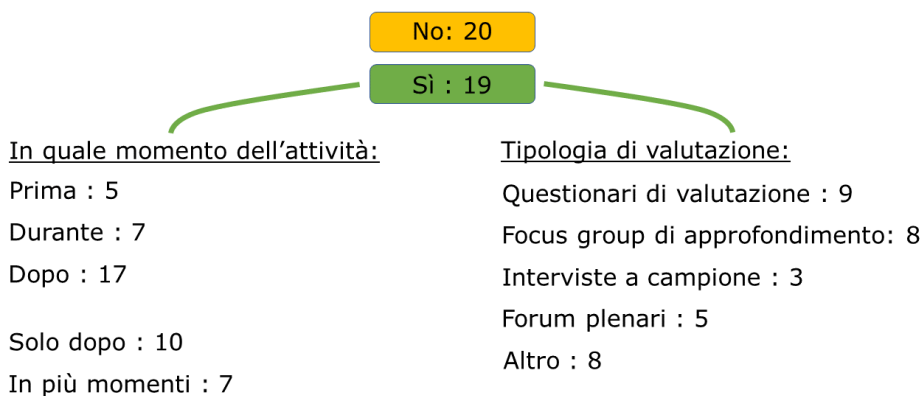 No: 20
Sì : 19
In quale momento dell’attività:
Prima : 5
Durante : 7
Dopo : 17
Solo dopo : 10
In più momenti : 7
Tipologia di valutazione:
Questionari di valutazione : 9
Focus group di approfondimento: 8
Interviste a campione : 3
Forum plenari : 5
Altro : 8